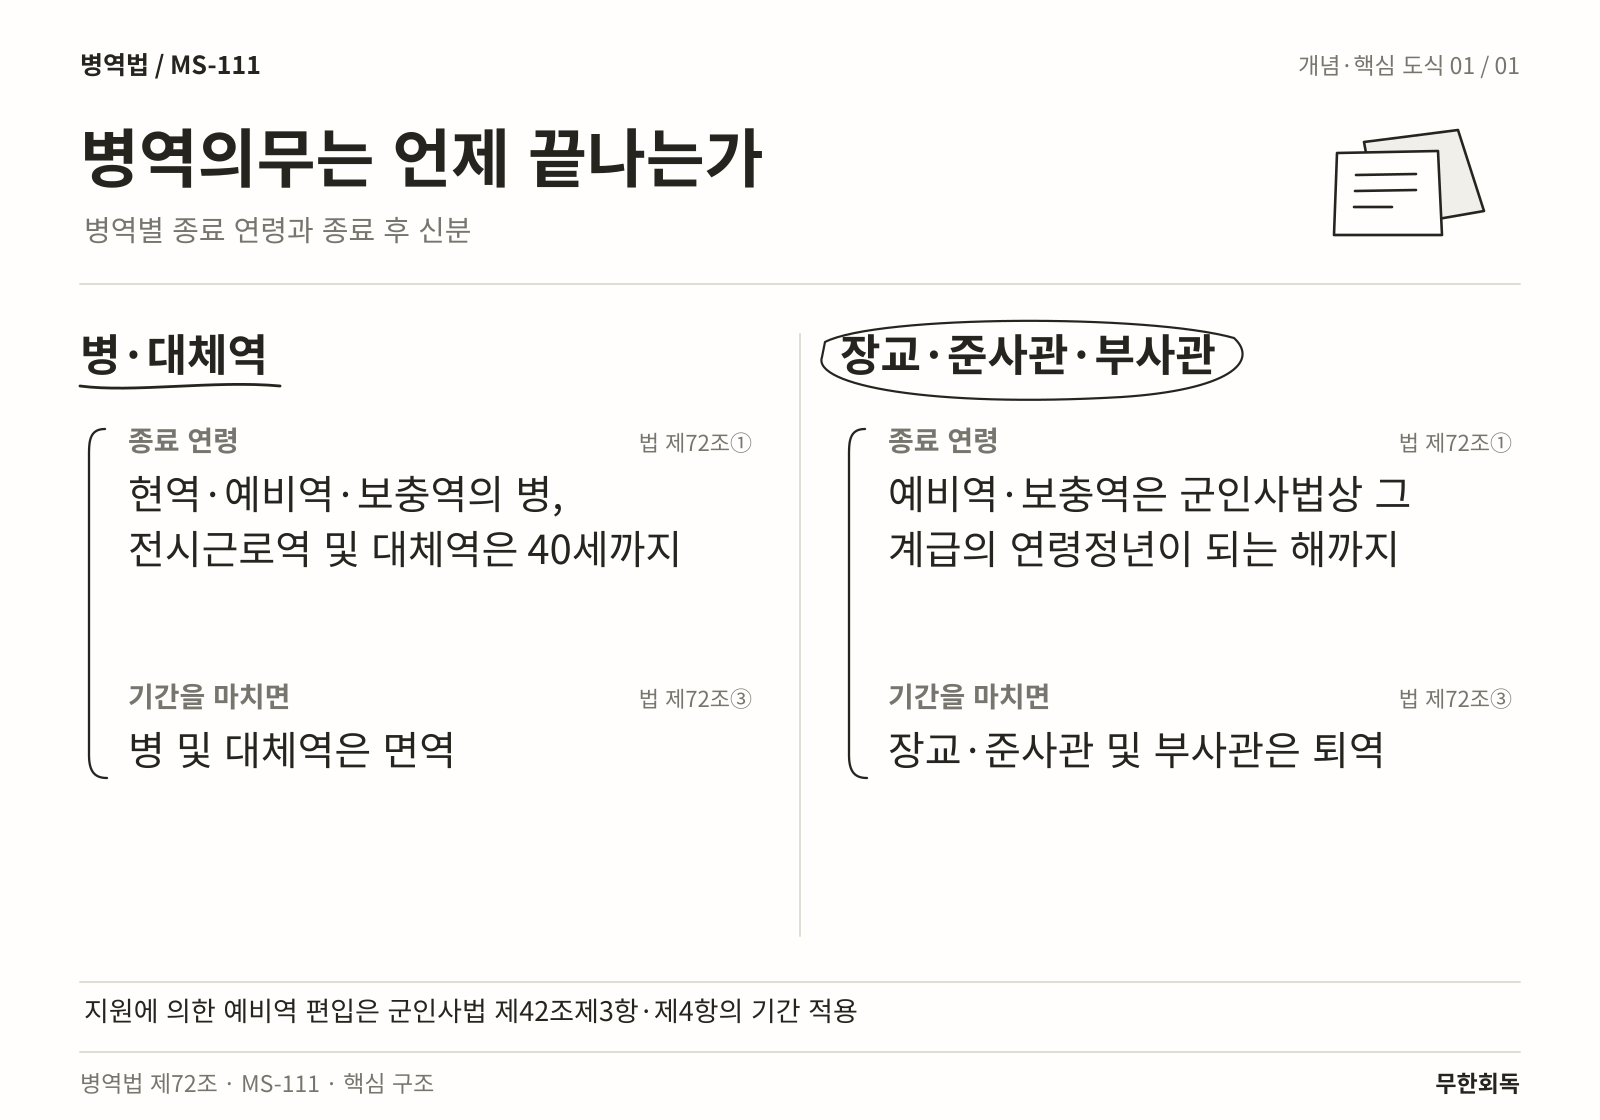 병역법 / MS-111
개념·핵심 도식 01 / 01
병역의무는 언제 끝나는가
병역별 종료 연령과 종료 후 신분
병·대체역
종료 연령
법 제72조①
현역·예비역·보충역의 병,
전시근로역 및 대체역은 40세까지
기간을 마치면
법 제72조③
병 및 대체역은 면역
장교·준사관·부사관
종료 연령
법 제72조①
예비역·보충역은 군인사법상 그
계급의 연령정년이 되는 해까지
기간을 마치면
법 제72조③
장교·준사관 및 부사관은 퇴역
지원에 의한 예비역 편입은 군인사법 제42조제3항·제4항의 기간 적용
병역법 제72조 · MS-111 · 핵심 구조
무한회독